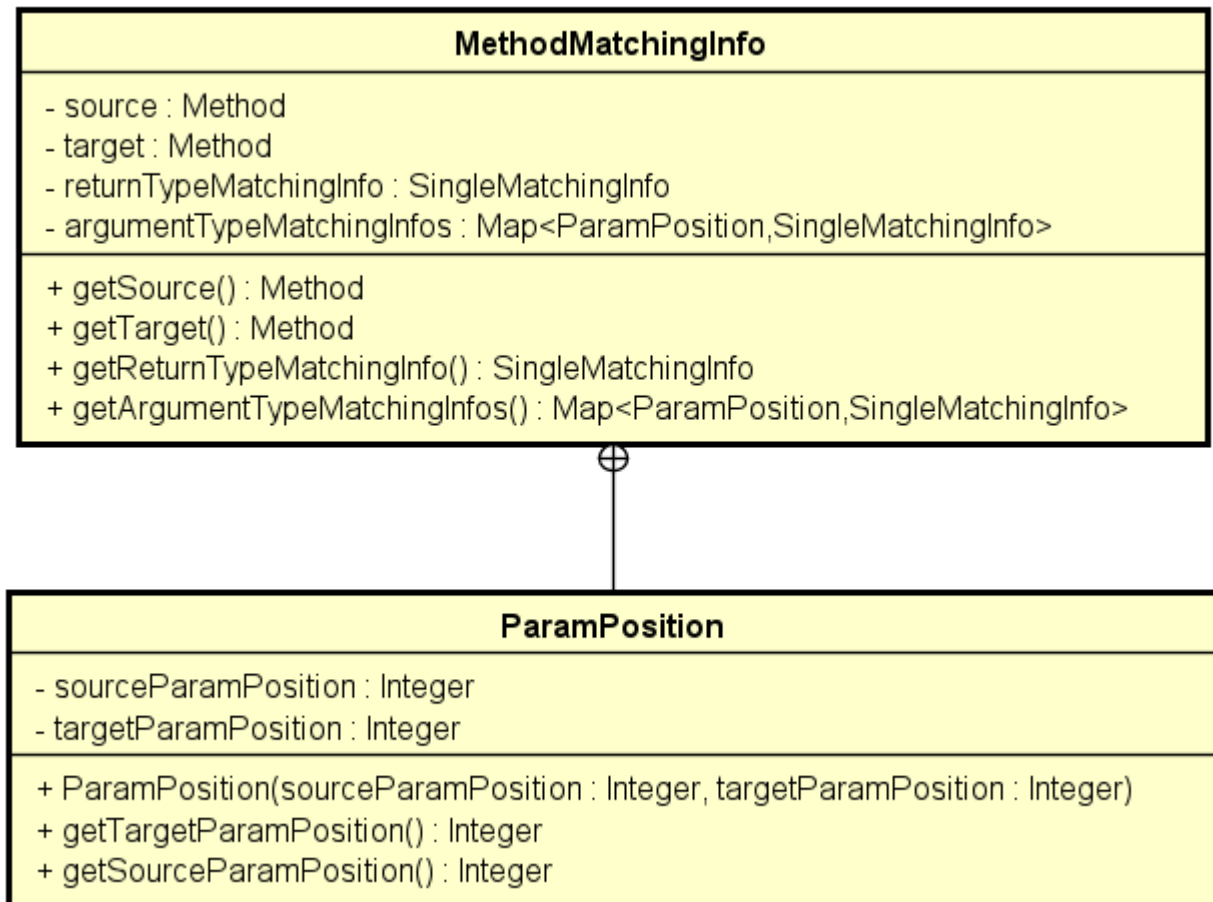 MethodMatchingInfo
- source : Method
- target : Method
- returnTypeMatchingInfo : SingleMatchingInfo
- argumentTypeMatchingInfos : Map<ParamPosition,SingleMatchingInfo>
+ getSource() : Method
+ getTarget() : Method
+ getReturnTypeMatchingInfo() : SingleMatchingInfo
+ getArgumentTypeMatchingInfos() : Map<ParamPosition,SingleMatchingInfo>
ParamPosition
- sourceParamPosition : Integer
- targetParamPosition : Integer
+ ParamPosition(sourceParamPosition : Integer, targetParamPosition : Integer)
+ getTargetParamPosition() : Integer
+ getSourceParamPosition() : Integer